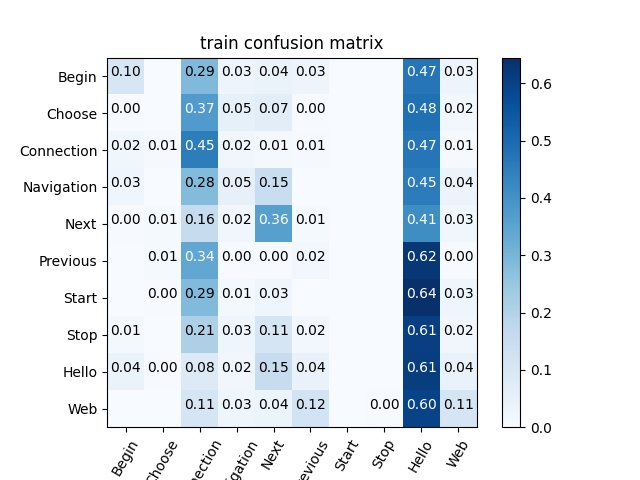 train confusion matrix
Begin 0.10 0.29 0.03 0.04 0.03 0.47 0.03
Choose 0.00 0.37 0.05 0.07 0.00 0.48 0.02
Connection 0.02 0.01 0.45 0.02 0.01 0.01 0.47 0.01
Navigation 0.03 0.28 0.05 0.15 0.45 0.04
Next 0.00 0.01 0.16 0.02 0.36 0.01 0.41 0.03
Previous 0.01 0.34 0.00 0.00 0.02 0.62 0.00
Start 0.00 0.29 0.01 0.03 0.64 0.03
Stop 0.01 0.21 0.03 0.11 0.02 0.61 0.02
Hello 0.04 0.00 0.08 0.02 0.15 0.04 0.61 0.04
Web 0.11 0.03 0.04 0.12 0.00 0.60 0.11
Begin hoose ection igation Next evious Start Stop Hello Web
0.6
0.5
0.4
0.3
0.2
0.1
0.0